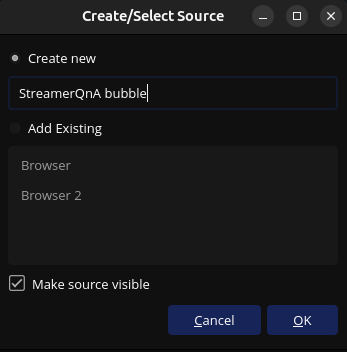 Create/Select Source
Create new
StreamerQnA bubble
Add Existing
Browser
Browser 2
Make source visible
Cancel OK